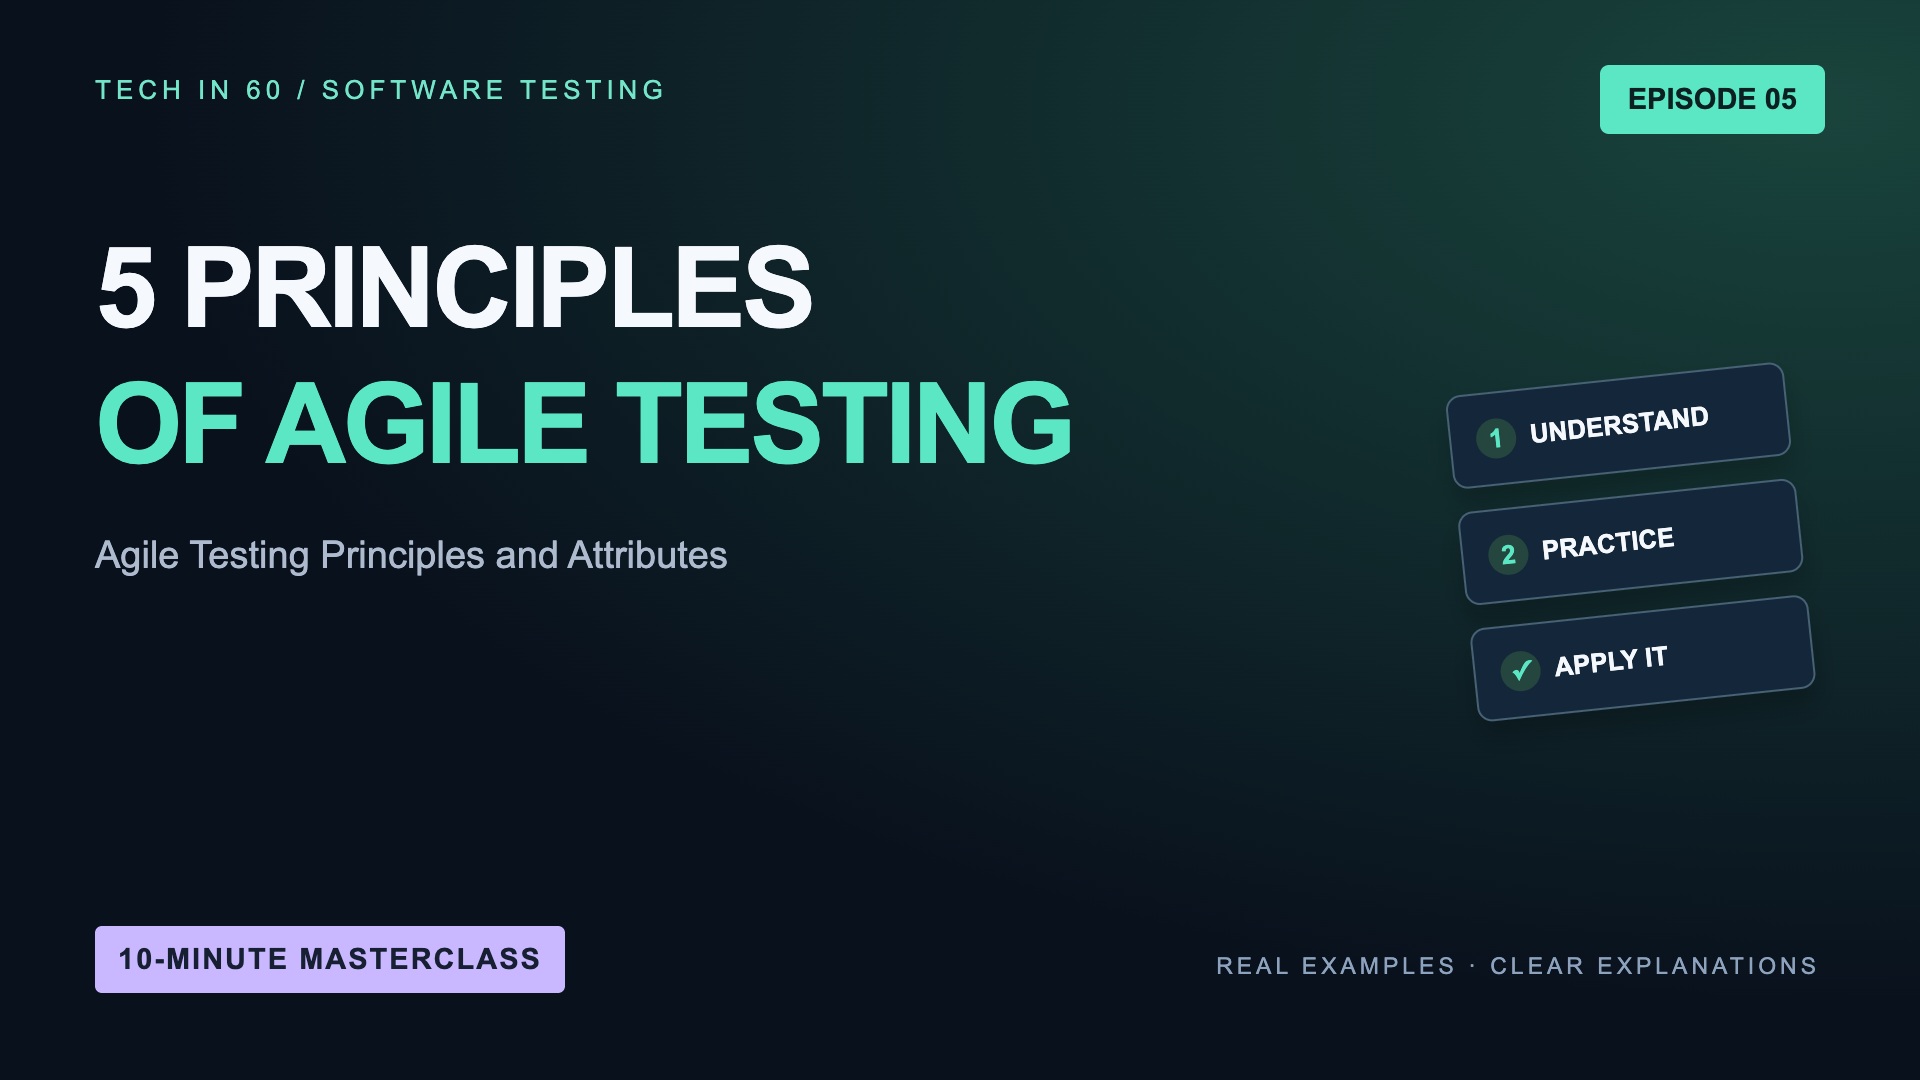 TECH IN 60 / SOFTWARE TESTING
EPISODE 05
5 PRINCIPLES
OF AGILE TESTING
Agile Testing Principles and Attributes
1 UNDERSTAND
2 PRACTICE
✓ APPLY IT
10-MINUTE MASTERCLASS
REAL EXAMPLES · CLEAR EXPLANATIONS